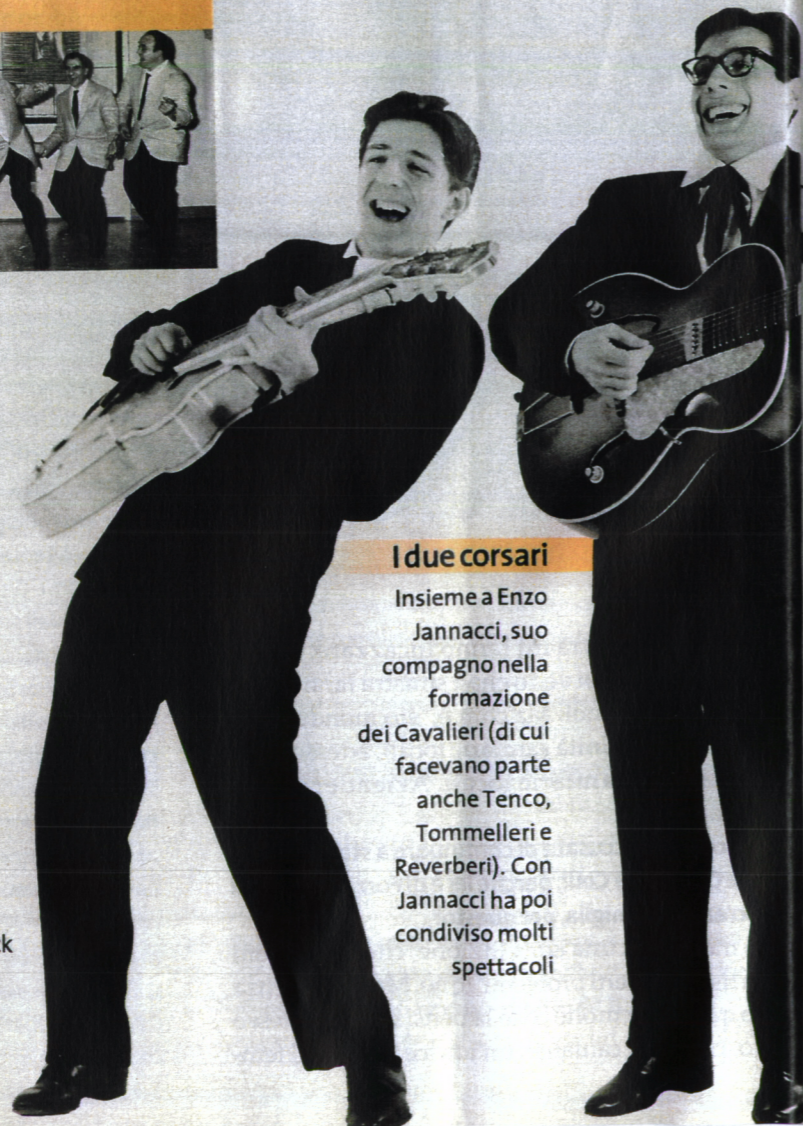 I due corsari
Insieme a Enzo
Jannacci, suo
compagno nella
formazione
dei Cavalieri (di cui
facevano parte
anche Tenco,
Tommelleri e
Reverberi). Con
Jannacci ha poi
condiviso molti
spettacoli